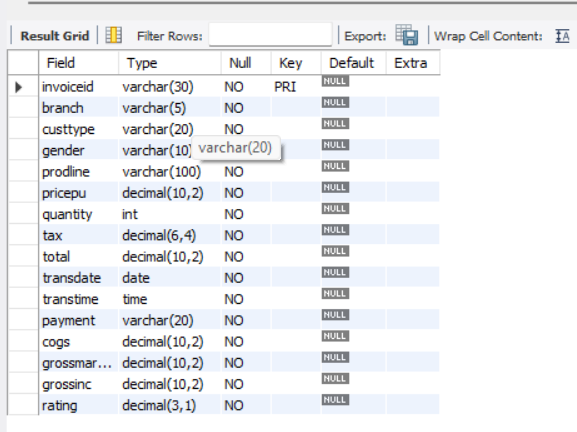 Result Grid Filter Rows: Export: Wrap Cell Content: IA
Field Type Null Key Default Extra
invoiceid varchar(30) NO PRI NULL
branch varchar(5) NO NULL
custtype varchar(20) NO NULL
gender varchar(10) varchar(20) NULL
prodline varchar(100) NO NULL
pricepu decimal(10,2) NO NULL
quantity int NO NULL
tax decimal(6,4) NO NULL
total decimal(10,2) NO NULL
transdate date NO NULL
transtime time NO NULL
payment varchar(20) NO NULL
cogs decimal(10,2) NO NULL
grossmar... decimal(10,2) NO NULL
grossinc decimal(10,2) NO NULL
rating decimal(3,1) NO NULL